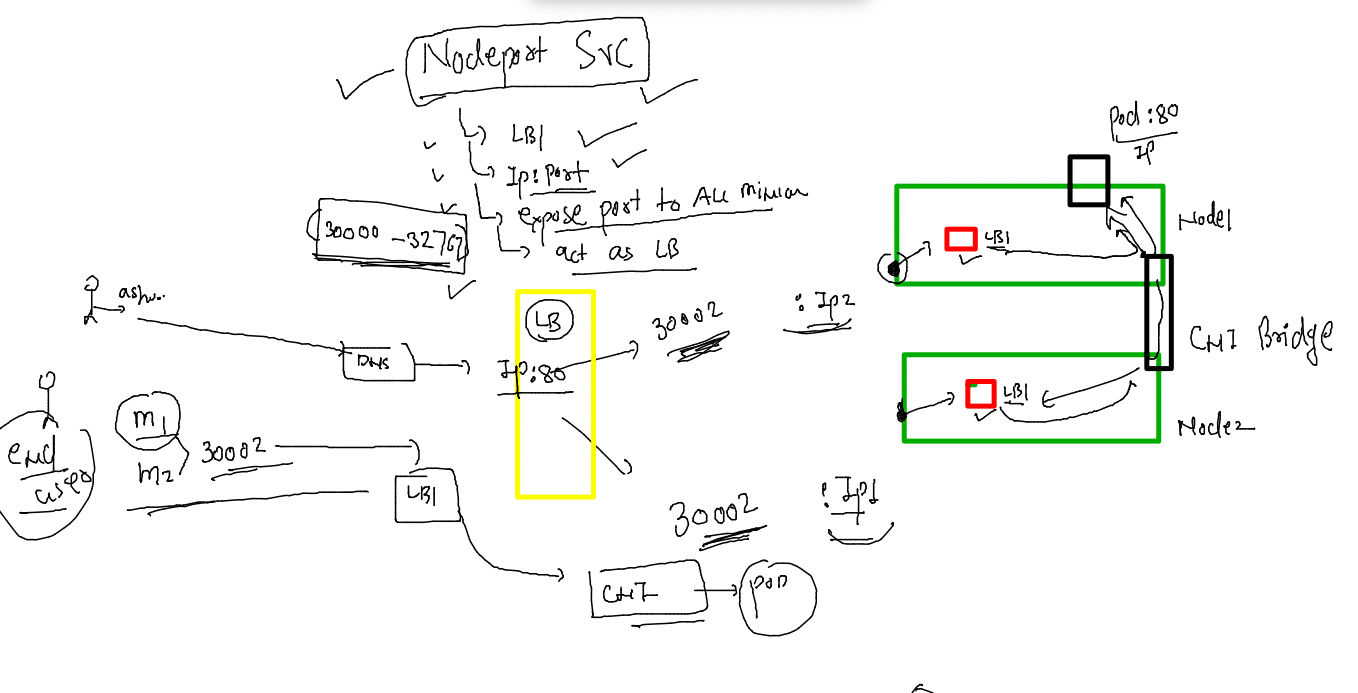 Nodeport Svc
LB1
Ip:Port
expose port to ALL minion
act as LB
30000 -32767
DNS
LB
IP:80
30002
:Ip2
end
user
m1
m2
30002
LB1
30002
:Ip1
CNI
POD
Pod:80
IP
Node1
LB1
CNI Bridge
LB1
Node2